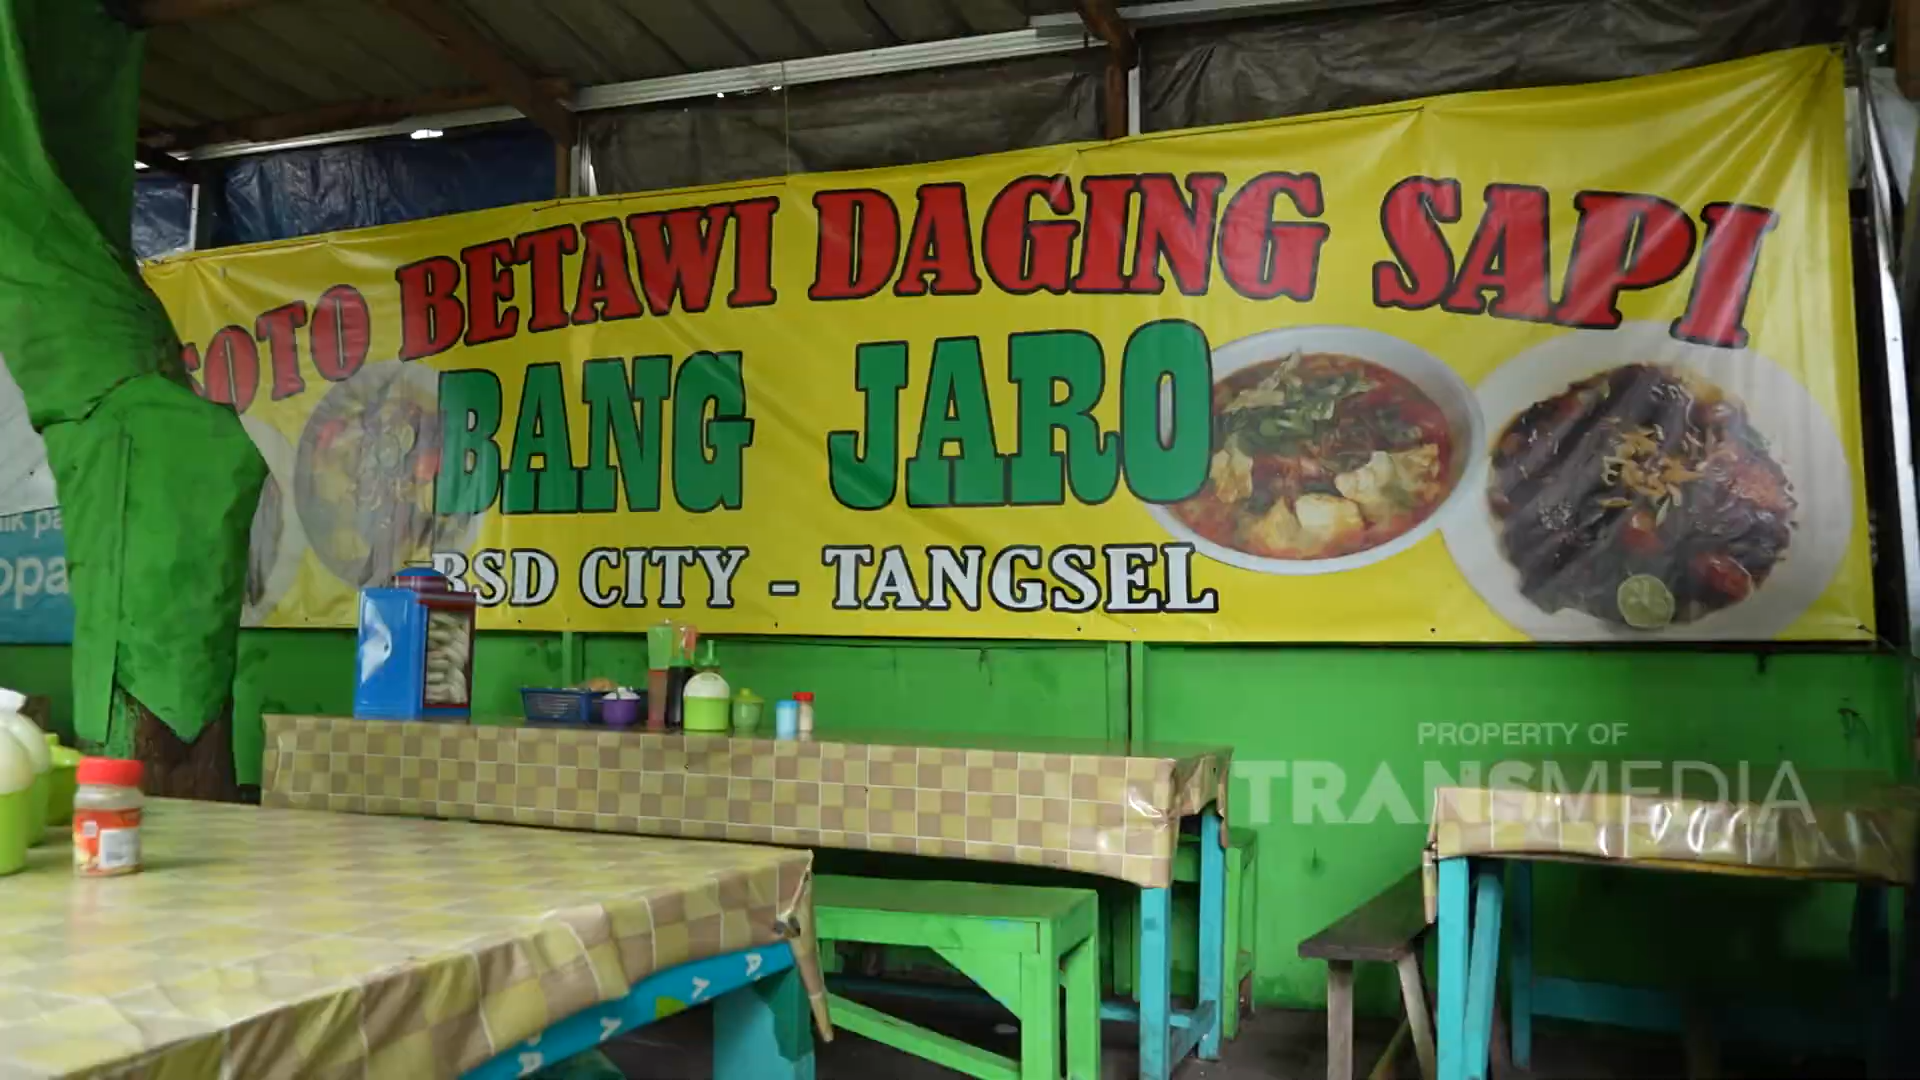 SOTO BETAWI DAGING SAPI
BANG JARO
BSD CITY - TANGSEL
PROPERTY OF
TRANSMEDIA